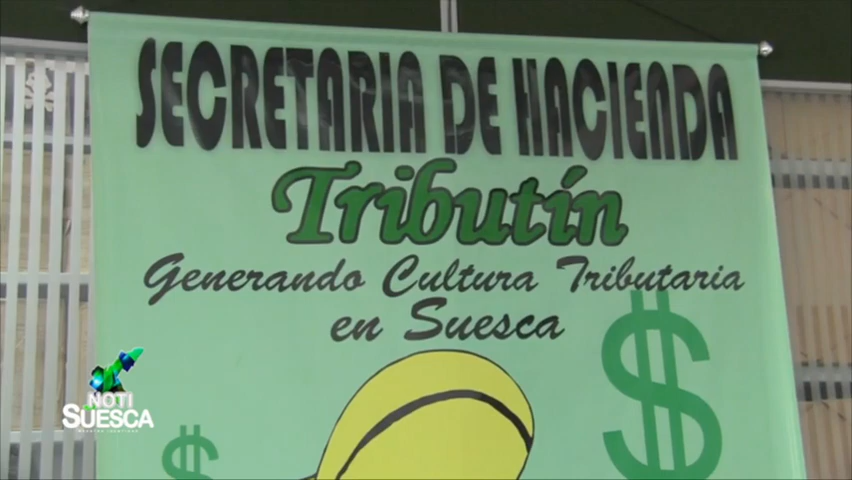 SECRETARIA DE HACIENDA
Tributín
Generando Cultura Tributaria
en Suesca
$
$
NOTI
SUESCA